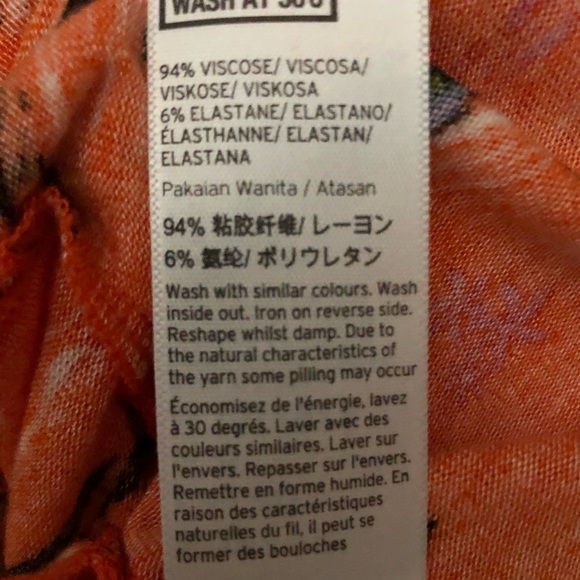 WASH AT 30°C
94% VISCOSE/ VISCOSA/
VISKOSE/ VISKOSA
6% ELASTANE/ ELASTANO/
ÉLASTHANNE/ ELASTAN/
ELASTANA
Pakaian Wanita / Atasan
94% 粘胶纤维/ レーヨン
6% 氨纶/ ポリウレタン
Wash with similar colours. Wash
inside out. Iron on reverse side.
Reshape whilst damp. Due to
the natural characteristics of
the yarn some pilling may occur
Économisez de l'énergie, lavez
à 30 degrés. Laver avec des
couleurs similaires. Laver sur
l'envers. Repasser sur l'envers.
Remettre en forme humide. En
raison des caractéristiques
naturelles du fil, il peut se
former des bouloches